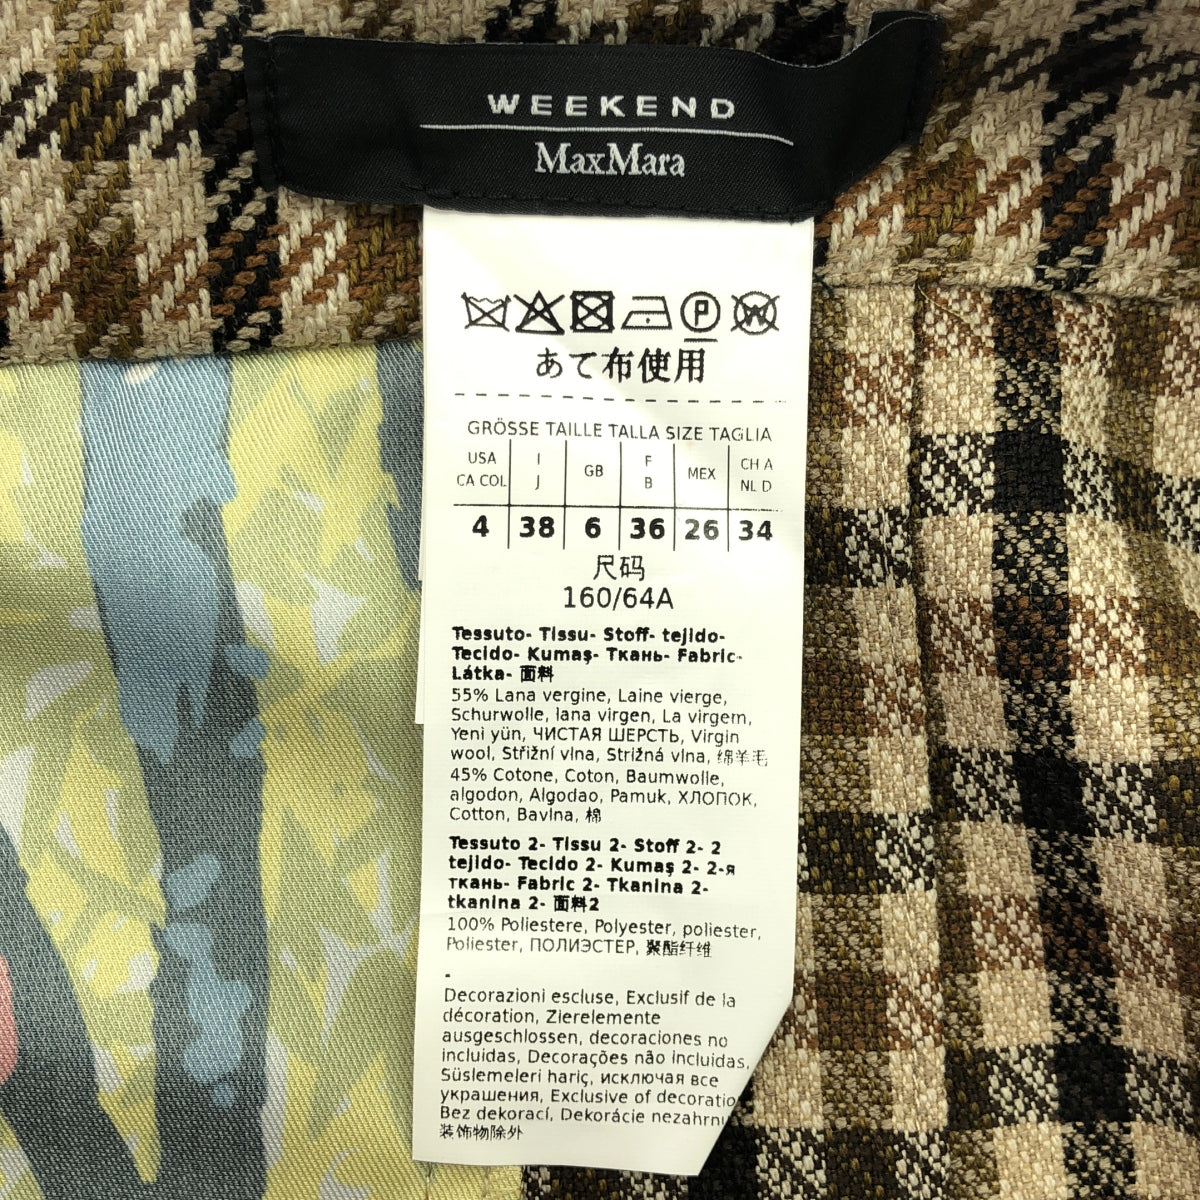 WEEKEND
MaxMara
P W
あて布使用
GRÖSSE TAILLE TALLA SIZE TAGLIA
USA I GB F MEX CH A
CA COL J B NL D
4 38 6 36 26 34
尺码
160/64A
Tessuto- Tissu- Stoff- tejido-
Tecido- Kumaş- Ткань- Fabric-
Látka- 面料
55% Lana vergine, Laine vierge,
Schurwolle, lana virgen, La virgem,
Yeni yün, ЧИСТАЯ ШЕРСТЬ, Virgin
wool, Střižní vlna, Strižná vlna, 绵羊毛
45% Cotone, Coton, Baumwolle,
algodon, Algodao, Pamuk, ХЛОПОК,
Cotton, Bavlna, 棉
Tessuto 2- Tissu 2- Stoff 2- 2
tejido- Tecido 2- Kumaş 2- 2-я
ткань- Fabric 2- Tkanina 2-
tkanina 2- 面料2
100% Poliestere, Polyester, poliester,
Poliester, ПОЛИЭСТЕР, 聚酯纤维
-
Decorazioni escluse, Exclusif de la
décoration, Zierelemente
ausgeschlossen, decoraciones no
incluidas, Decorações não incluidas,
Süslemeleri hariç, исключая все
украшения, Exclusive of decoratio
Bez dekorací, Dekorácie nezahrnu
装饰物除外